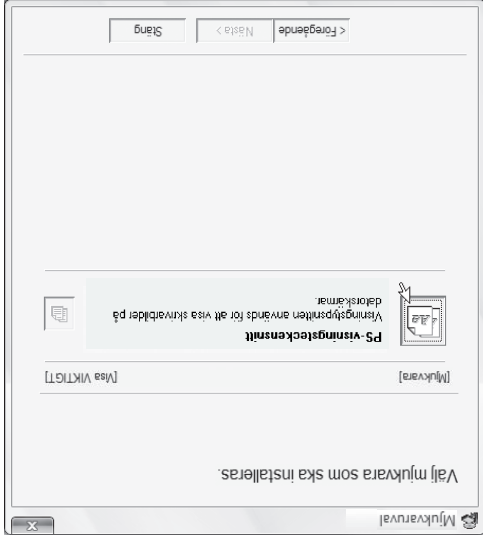 Mjukvaruval
Välj mjukvara som ska installeras.
[Mjukvara] [Visa VIKTIGT]
PS-visningsteckensnitt
Visningstypsnitten används för att visa skrivarbilder på
datorskärmar.
< Föregående Nästa > Stäng